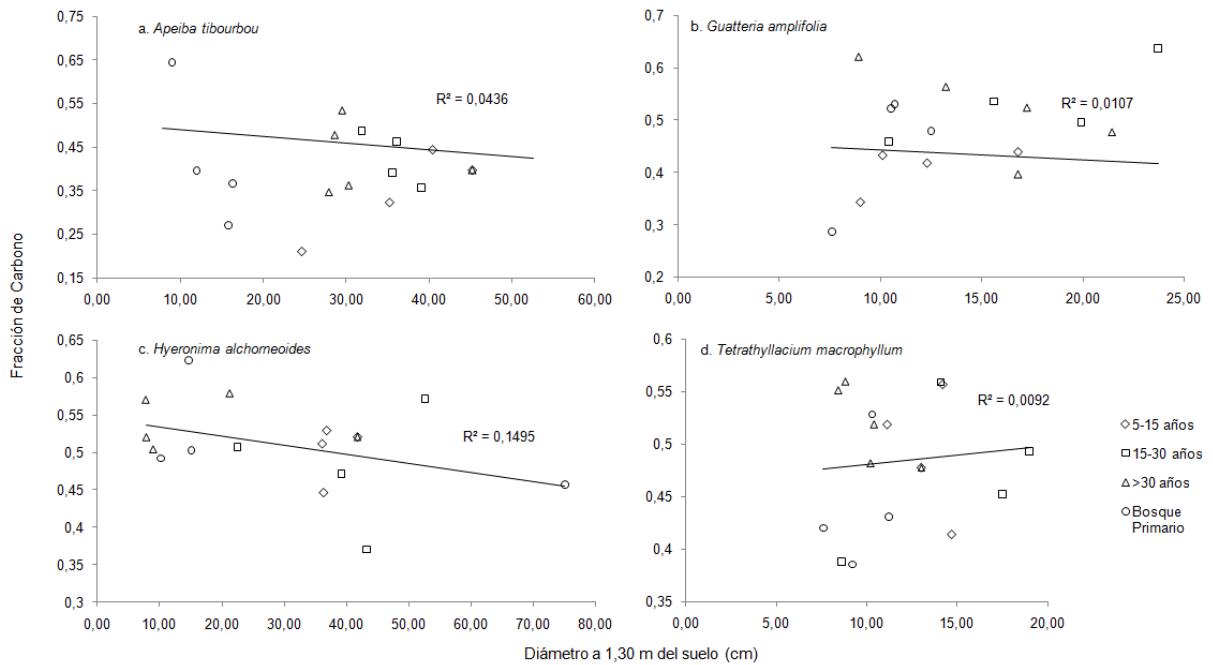 a. Apeiba tibourbou
R² = 0,0436
0,75
0,65
0,55
0,45
0,35
0,25
0,15
0,00 10,00 20,00 30,00 40,00 50,00 60,00
b. Guatteria amplifolia
R² = 0,0107
0,7
0,6
0,5
0,4
0,3
0,2
0,00 5,00 10,00 15,00 20,00 25,00
Fracción de Carbono
c. Hyeronima alchorneoides
R² = 0,1495
0,65
0,6
0,55
0,5
0,45
0,4
0,35
0,3
0,00 10,00 20,00 30,00 40,00 50,00 60,00 70,00 80,00
d. Tetrathyllacium macrophyllum
R² = 0,0092
0,6
0,55
0,5
0,45
0,4
0,35
0,00 5,00 10,00 15,00 20,00
5-15 años
15-30 años
>30 años
Bosque
Primario
Diámetro a 1,30 m del suelo (cm)